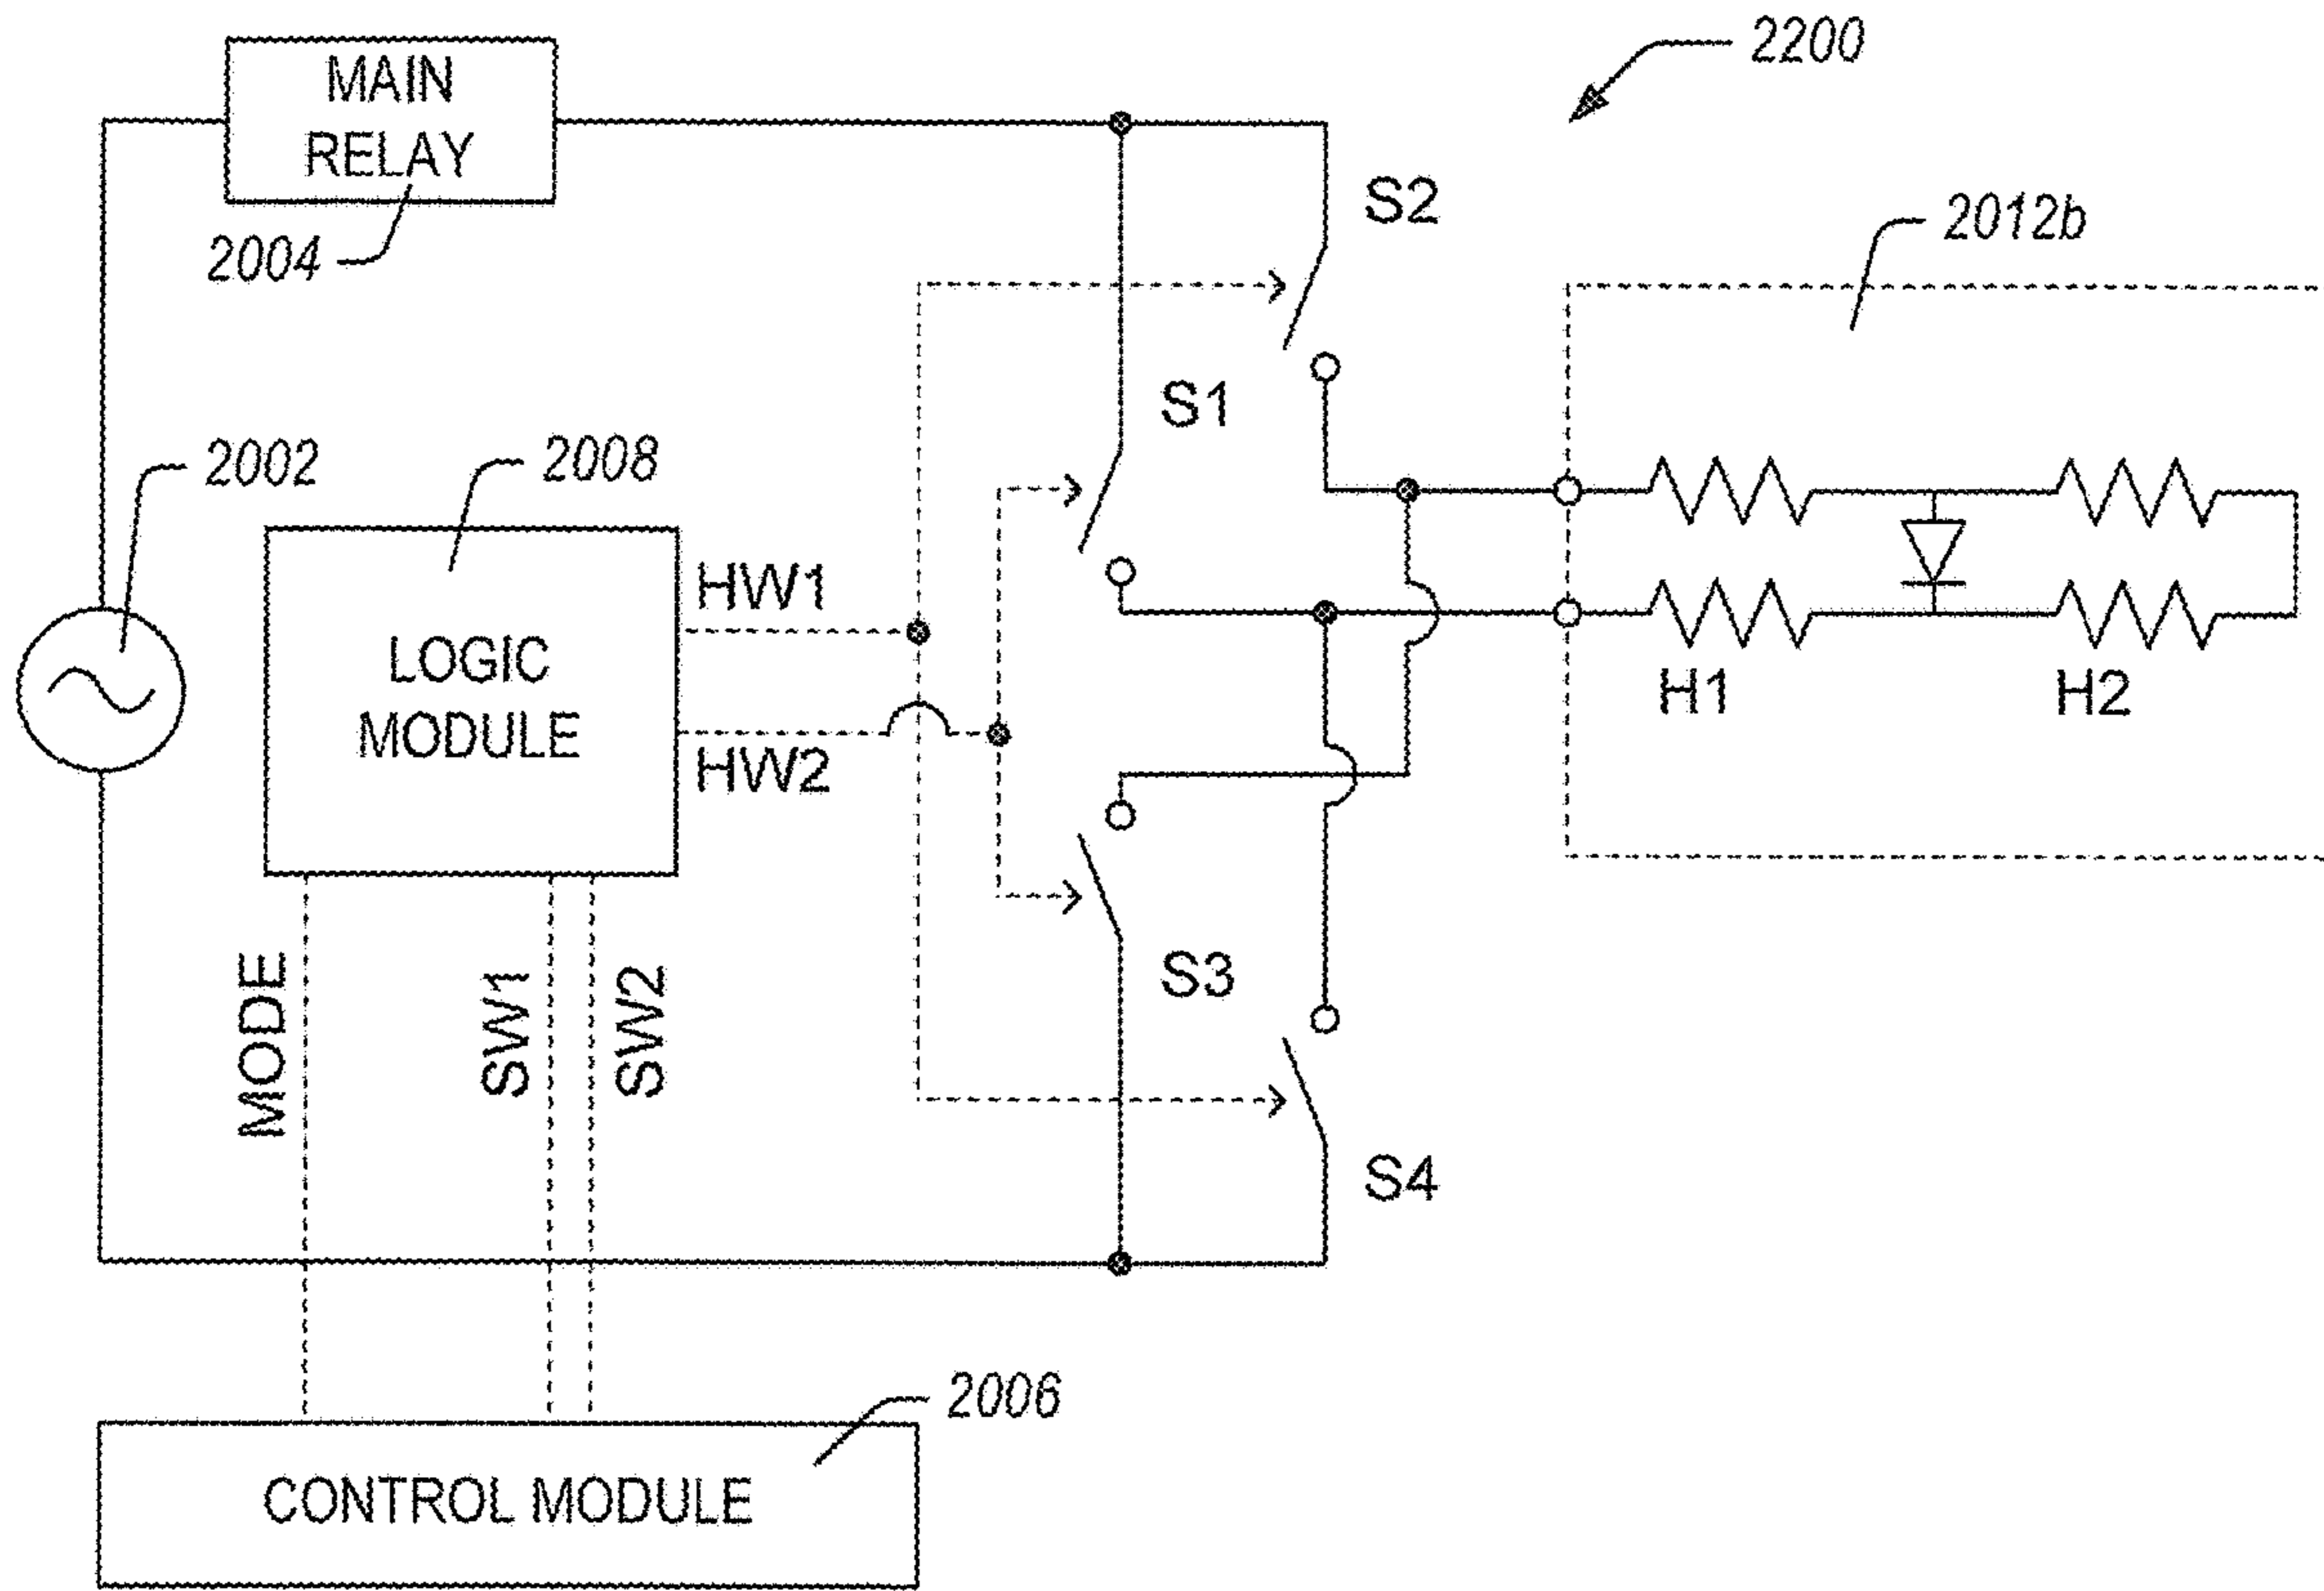 2200
MAIN
RELAY
2004
S2
2012b
S1
2002
2008
HW1
LOGIC
MODULE
HW2
H1
H2
MODE
SW1
SW2
S3
S4
2006
CONTROL MODULE